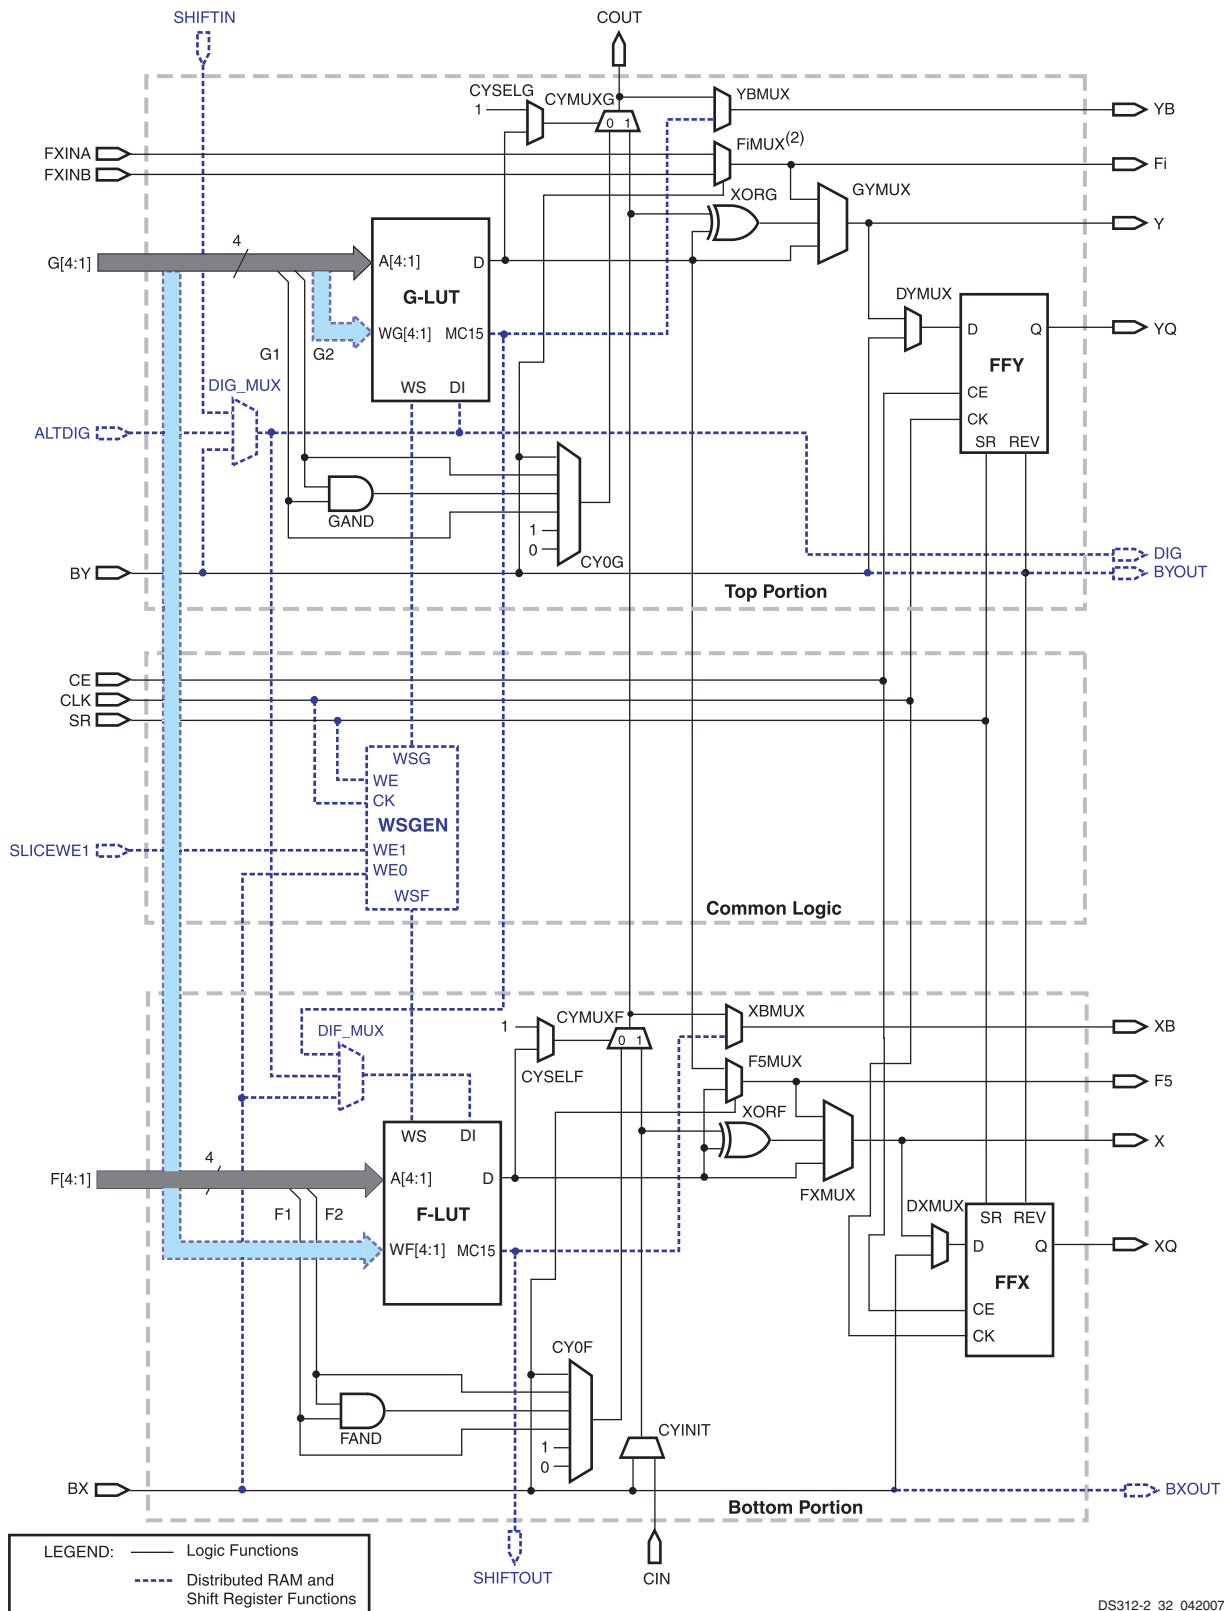 SHIFTIN
COUT
CYSELG
CYMUXG
YBMUX
1
0 1
YB
FXINA
FXINB
FiMUX(2)
Fi
XORG
GYMUX
Y
4
G[4:1]
A[4:1]
D
G-LUT
WG[4:1]
MC15
WS
DI
G1
G2
DYMUX
D
Q
FFY
CE
CK
SR
REV
YQ
DIG_MUX
ALTDIG
GAND
1
0
CY0G
BY
DIG
BYOUT
Top Portion
CE
CLK
SR
WSG
WE
CK
WSGEN
WE1
WE0
WSF
SLICEWE1
Common Logic
1
CYMUXF
0 1
XBMUX
XB
DIF_MUX
CYSELF
F5MUX
F5
XORF
WS
DI
X
4
F[4:1]
A[4:1]
D
F-LUT
WF[4:1]
MC15
F1
F2
FXMUX
DXMUX
SR
REV
D
Q
FFX
CE
CK
XQ
CY0F
FAND
1
0
CYINIT
BX
BXOUT
Bottom Portion
LEGEND:
Logic Functions
Distributed RAM and
Shift Register Functions
SHIFTOUT
CIN
DS312-2_32_042007